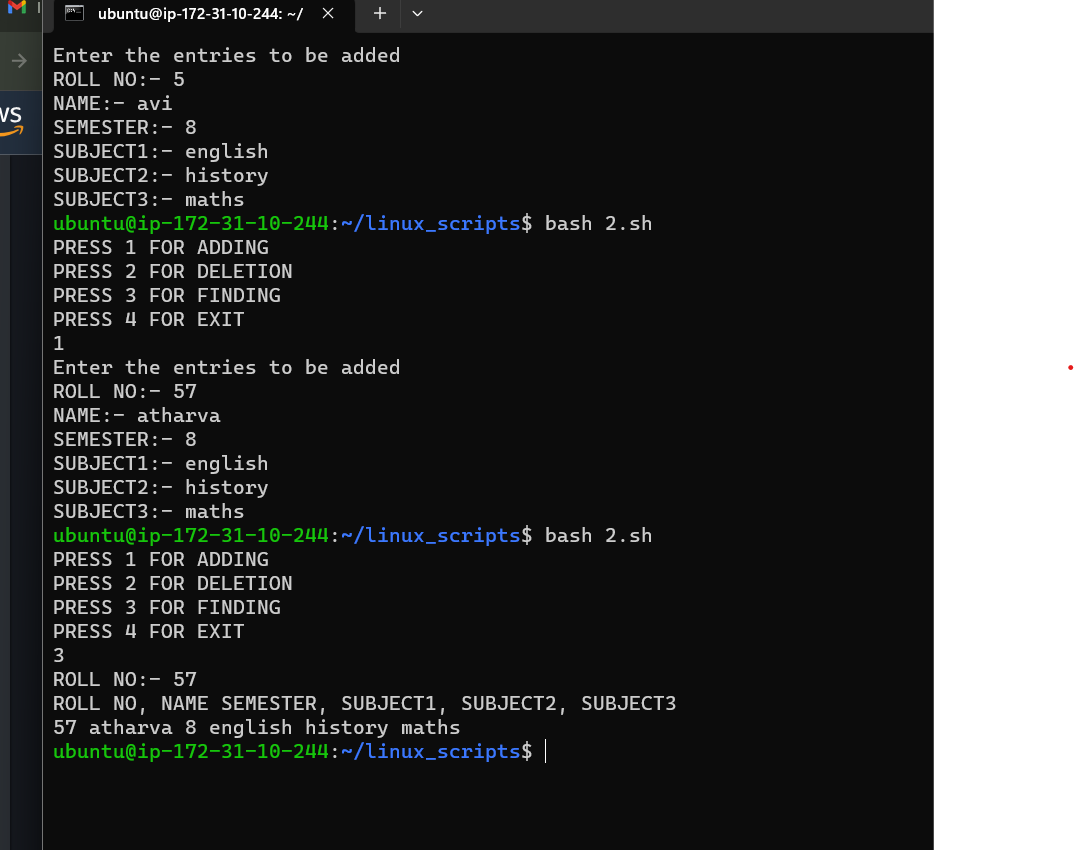 ubuntu@ip-172-31-10-244: ~/
Enter the entries to be added
ROLL NO:- 5
NAME:- avi
SEMESTER:- 8
SUBJECT1:- english
SUBJECT2:- history
SUBJECT3:- maths
ubuntu@ip-172-31-10-244:~/linux_scripts$ bash 2.sh
PRESS 1 FOR ADDING
PRESS 2 FOR DELETION
PRESS 3 FOR FINDING
PRESS 4 FOR EXIT
1
Enter the entries to be added
ROLL NO:- 57
NAME:- atharva
SEMESTER:- 8
SUBJECT1:- english
SUBJECT2:- history
SUBJECT3:- maths
ubuntu@ip-172-31-10-244:~/linux_scripts$ bash 2.sh
PRESS 1 FOR ADDING
PRESS 2 FOR DELETION
PRESS 3 FOR FINDING
PRESS 4 FOR EXIT
3
ROLL NO:- 57
ROLL NO, NAME SEMESTER, SUBJECT1, SUBJECT2, SUBJECT3
57 atharva 8 english history maths
ubuntu@ip-172-31-10-244:~/linux_scripts$